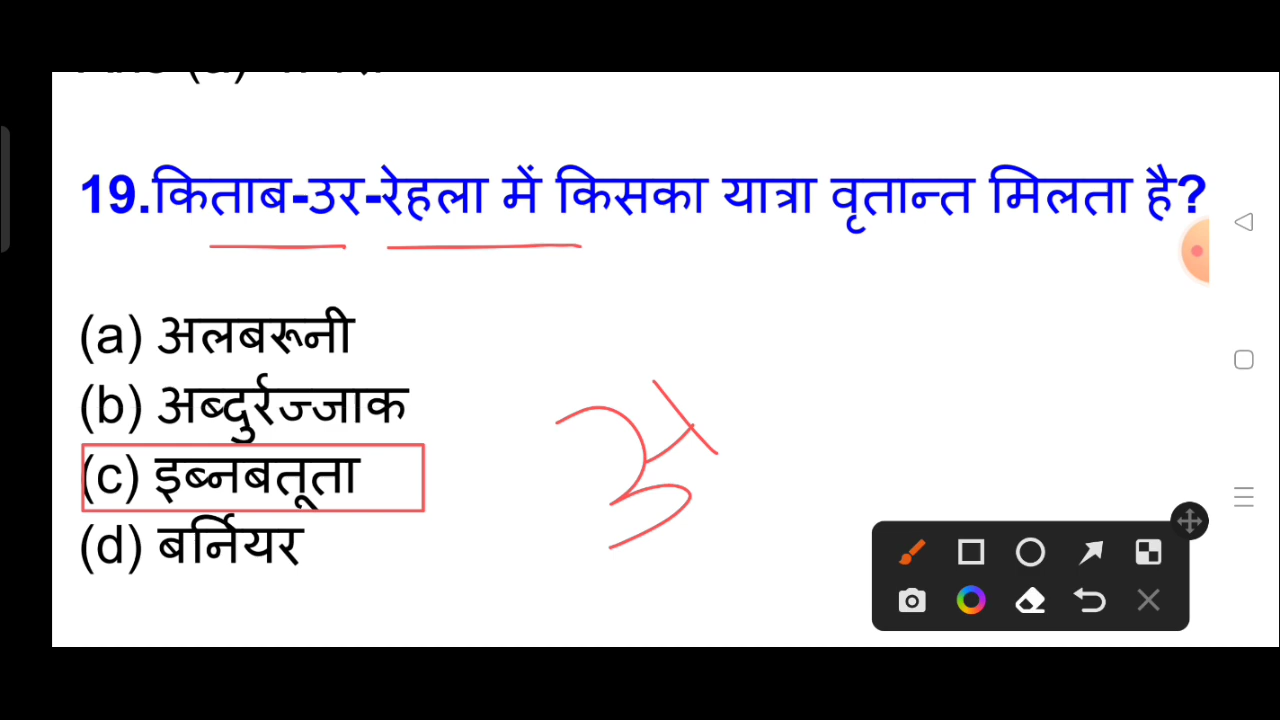 19.किताब-उर-रेहला में किसका यात्रा वृतान्त मिलता है?
(a) अलबरूनी
(b) अब्दुर्रज्जाक
(c) इब्नबतूता
(d) बर्नियर